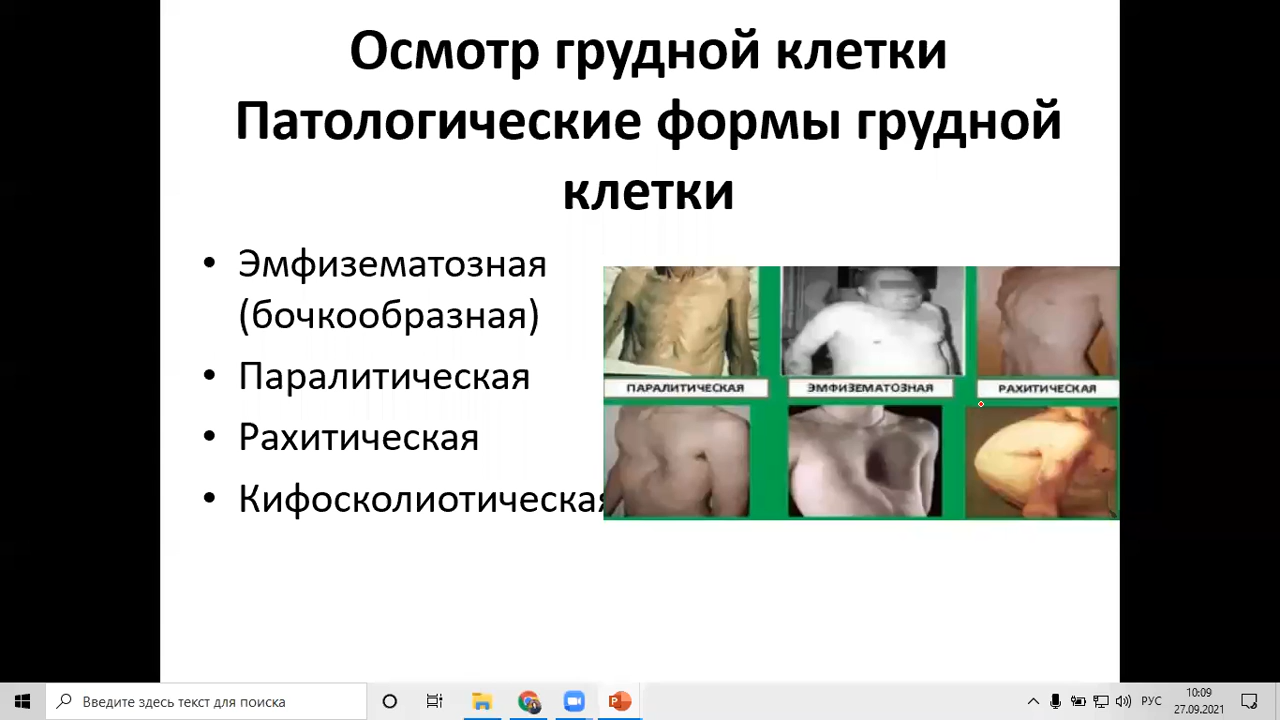 Осмотр грудной клетки
Патологические формы грудной
клетки
• Эмфизематозная
(бочкообразная)
• Паралитическая
• Рахитическая
• Кифосколиотическая
ПАРАЛИТИЧЕСКАЯ
ЭМФИЗЕМАТОЗНАЯ
РАХИТИЧЕСКАЯ
Введите здесь текст для поиска
РУС
10:09
27.09.2021